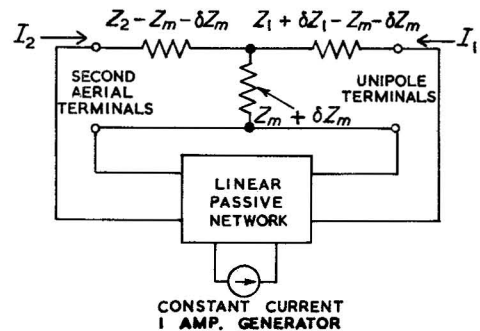 Z₂ - Zₘ - δZₘ Z₁ + δZ₁ - Zₘ - δZₘ
I₂ I₁
SECOND
AERIAL
TERMINALS
UNIPOLE
TERMINALS
Zₘ + δZₘ
LINEAR
PASSIVE
NETWORK
CONSTANT CURRENT
1 AMP. GENERATOR